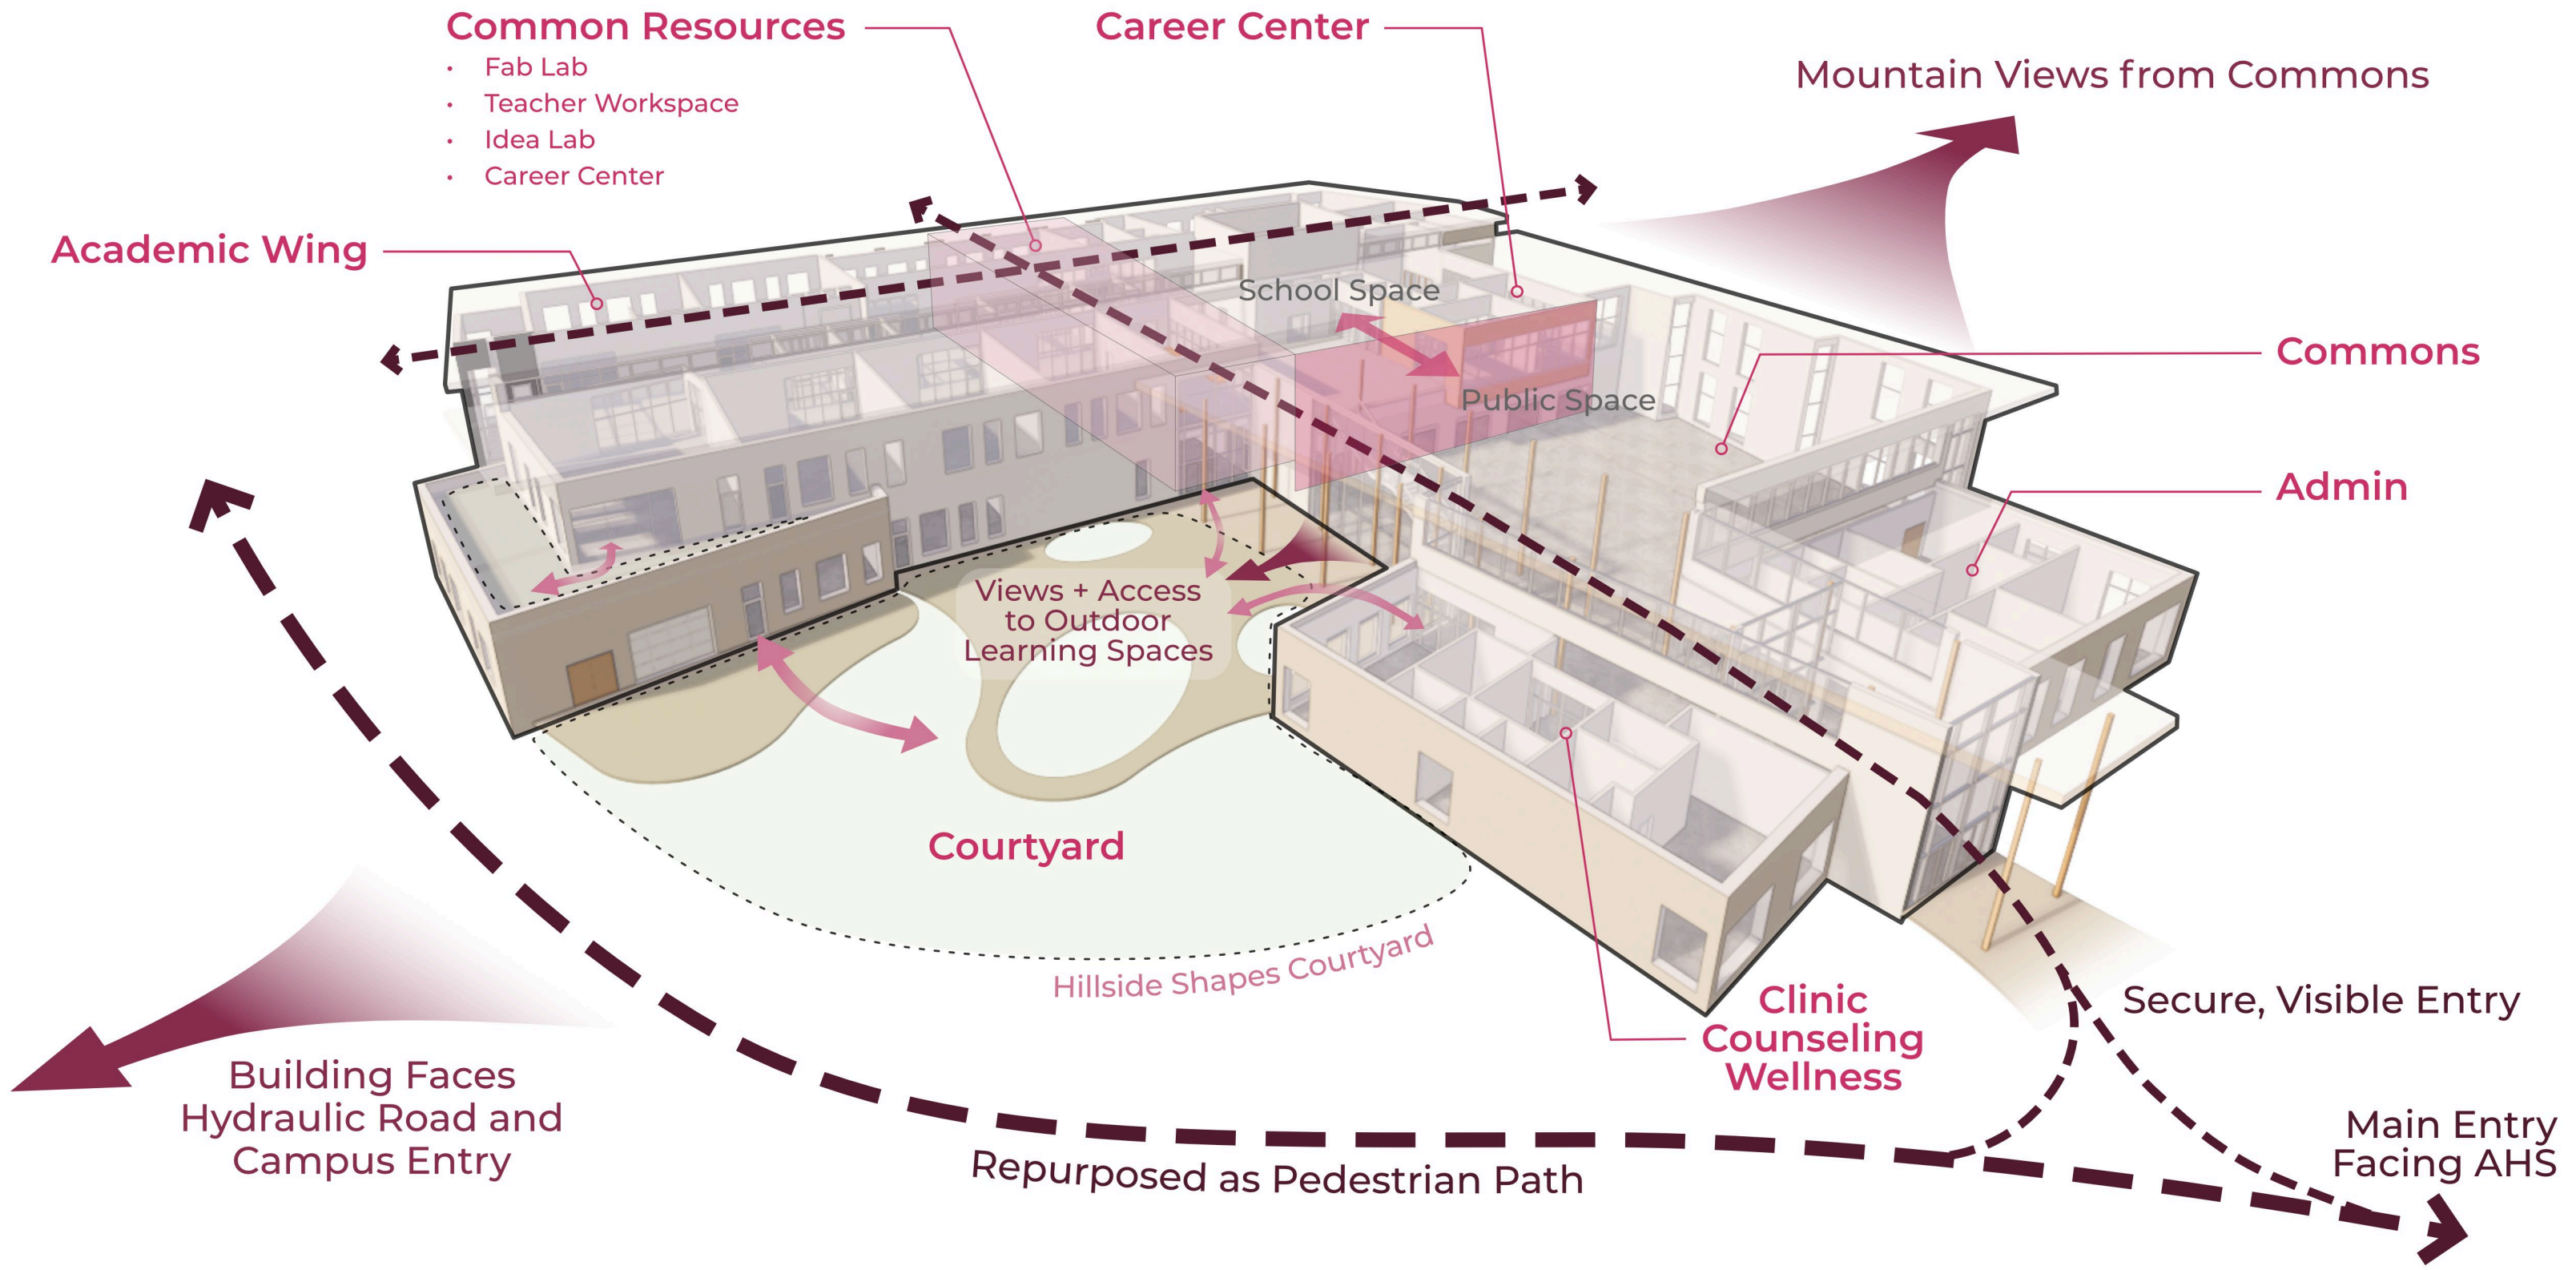 Common Resources
• Fab Lab
• Teacher Workspace
• Idea Lab
• Career Center
Career Center
Mountain Views from Commons
Academic Wing
School Space
Public Space
Commons
Admin
Views + Access
to Outdoor
Learning Spaces
Courtyard
Hillside Shapes Courtyard
Clinic
Counseling
Wellness
Secure, Visible Entry
Building Faces
Hydraulic Road and
Campus Entry
Repurposed as Pedestrian Path
Main Entry
Facing AHS